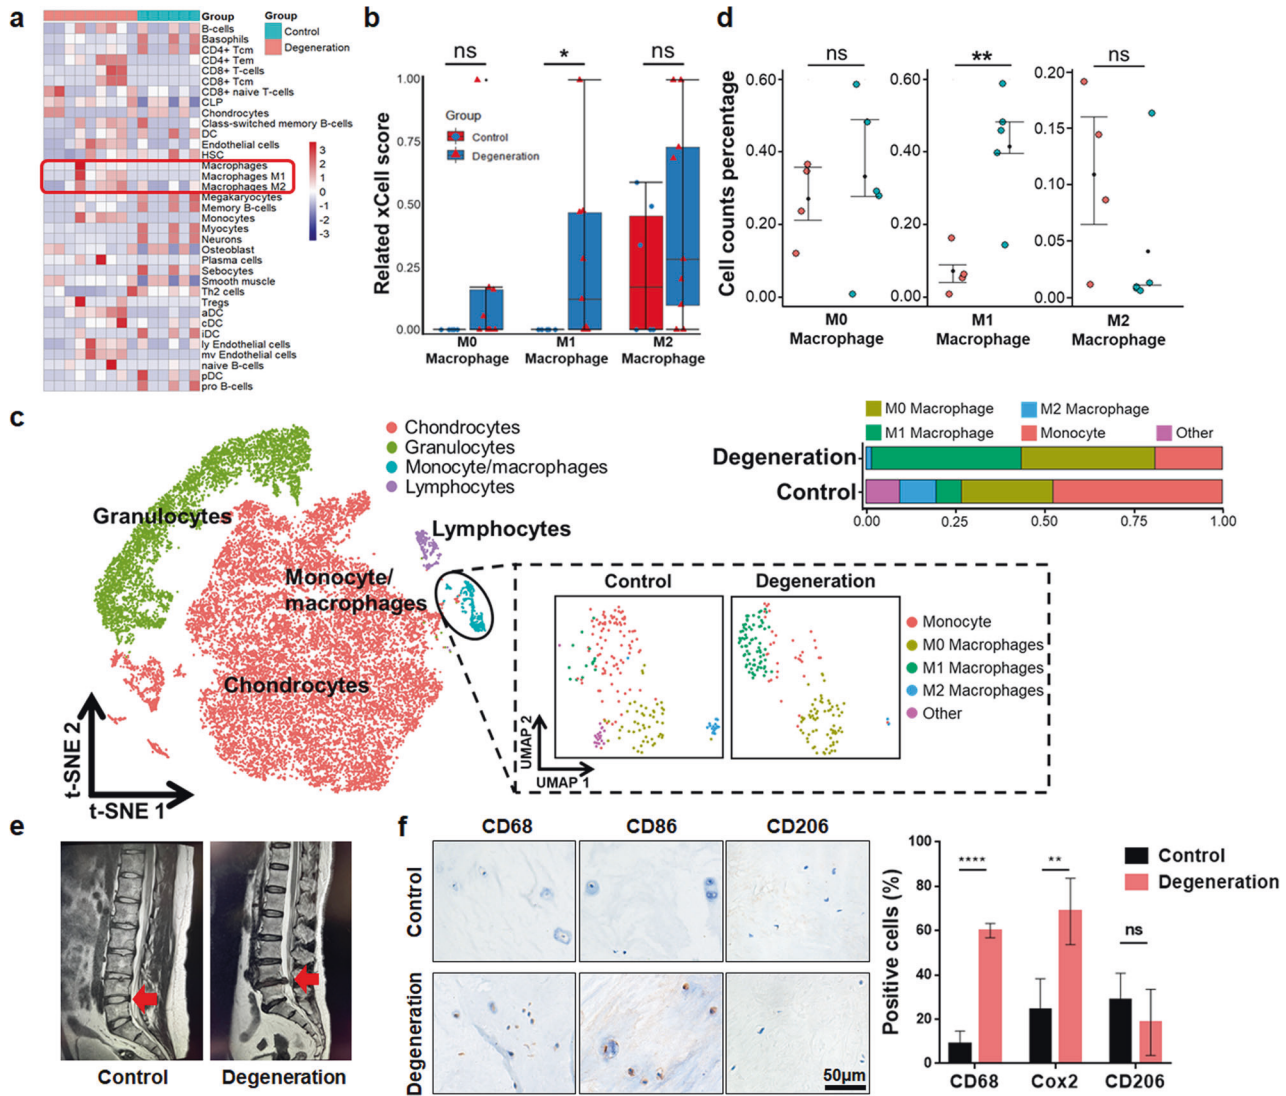 a
Group
B-cells
Basophils
CD4+ Tcm
CD4+ Tem
CD8+ T-cells
CD8+ Tcm
CD8+ naive T-cells
CLP
Chondrocytes
Class-switched memory B-cells
DC
Endothelial cells
HSC
Macrophages
Macrophages M1
Macrophages M2
Megakaryocytes
Memory B-cells
Monocytes
Myocytes
Neurons
Osteoblast
Plasma cells
Sebocytes
Smooth muscle
Th2 cells
Tregs
aDC
cDC
iDC
ly Endothelial cells
mv Endothelial cells
naive B-cells
pDC
pro B-cells
Group
Control
Degeneration
3
2
1
0
-1
-2
-3
b
ns
*
ns
Related xCell score
1.00
0.75
0.50
0.25
0.00
Group
Control
Degeneration
M0
Macrophage
M1
Macrophage
M2
Macrophage
d
Cell counts percentage
ns
0.60
0.40
0.20
0.00
M0
Macrophage
**
0.60
0.40
0.20
0.00
M1
Macrophage
ns
0.20
0.15
0.10
0.05
0.00
M2
Macrophage
M0 Macrophage
M2 Macrophage
M1 Macrophage
Monocyte
Other
Degeneration
Control
0.00
0.25
0.50
0.75
1.00
c
Chondrocytes
Granulocytes
Monocyte/macrophages
Lymphocytes
Granulocytes
Lymphocytes
Monocyte/
macrophages
Chondrocytes
t-SNE 2
t-SNE 1
Control
Degeneration
UMAP 2
UMAP 1
Monocyte
M0 Macrophages
M1 Macrophages
M2 Macrophages
Other
e
Control
Degeneration
f
CD68
CD86
CD206
Control
Degeneration
50μm
Positive cells (%)
100
80
60
40
20
0
****
**
ns
Control
Degeneration
CD68
Cox2
CD206